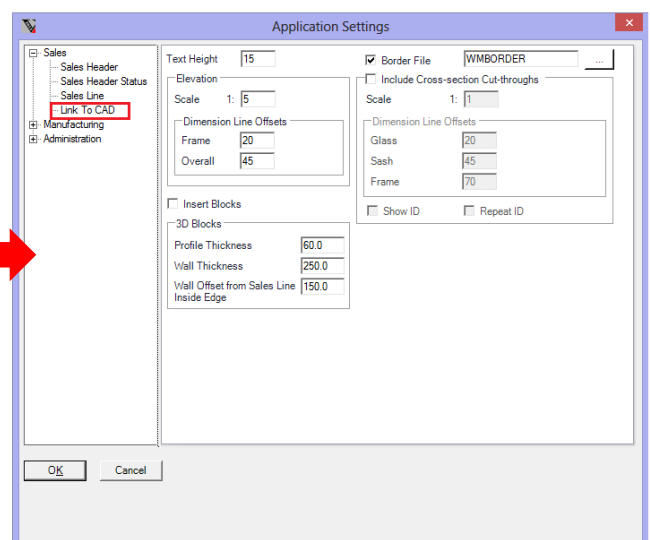 Application Settings
×
Sales
Sales Header
Sales Header Status
Sales Line
Link To CAD
Manufacturing
Administration
Text Height 15
Border File WMBORDER ...
Elevation
Scale 1: 5
Dimension Line Offsets
Frame 20
Overall 45
Include Cross-section Cut-throughs
Scale 1: 1
Dimension Line Offsets
Glass 20
Sash 45
Frame 70
Show ID Repeat ID
Insert Blocks
3D Blocks
Profile Thickness 60.0
Wall Thickness 250.0
Wall Offset from Sales Line 150.0
Inside Edge
OK Cancel